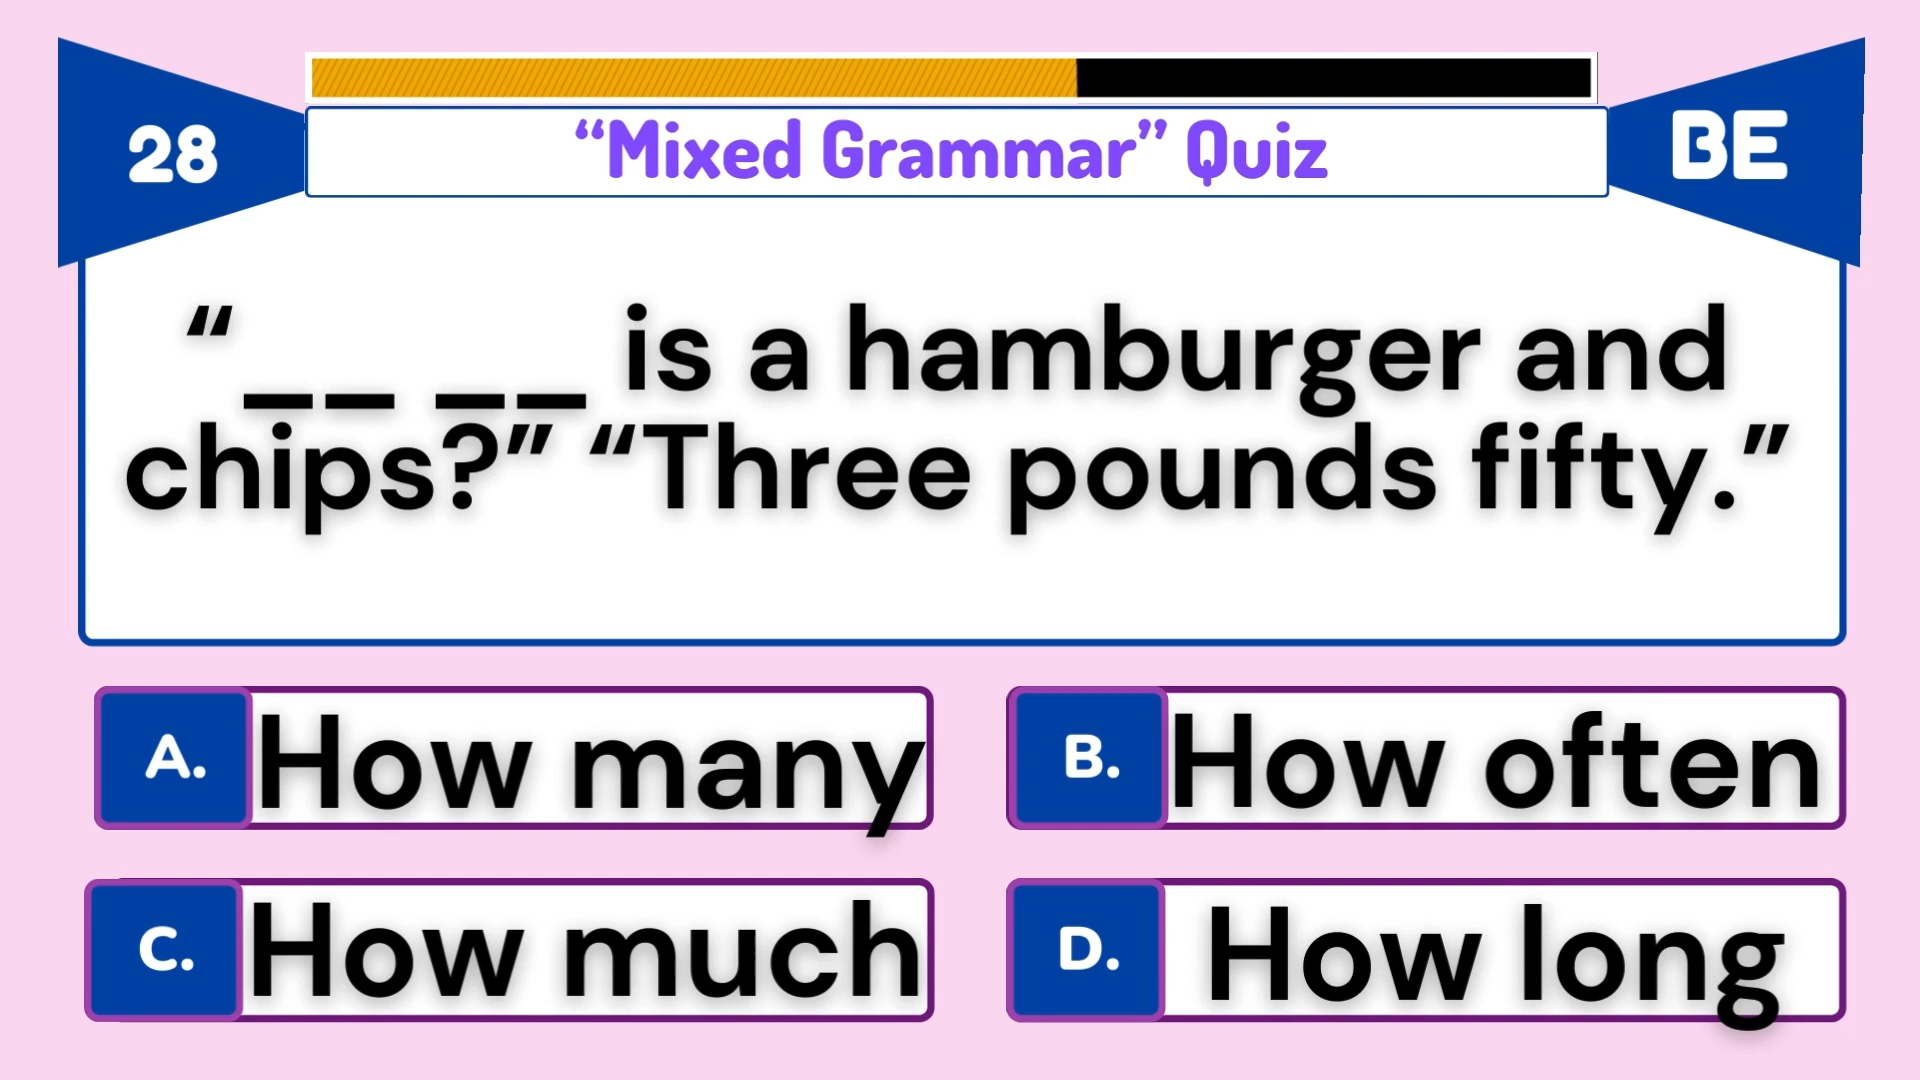 28
“Mixed Grammar” Quiz
BE
“__ __ is a hamburger and
chips?” “Three pounds fifty.”
A. How many
B. How often
C. How much
D. How long